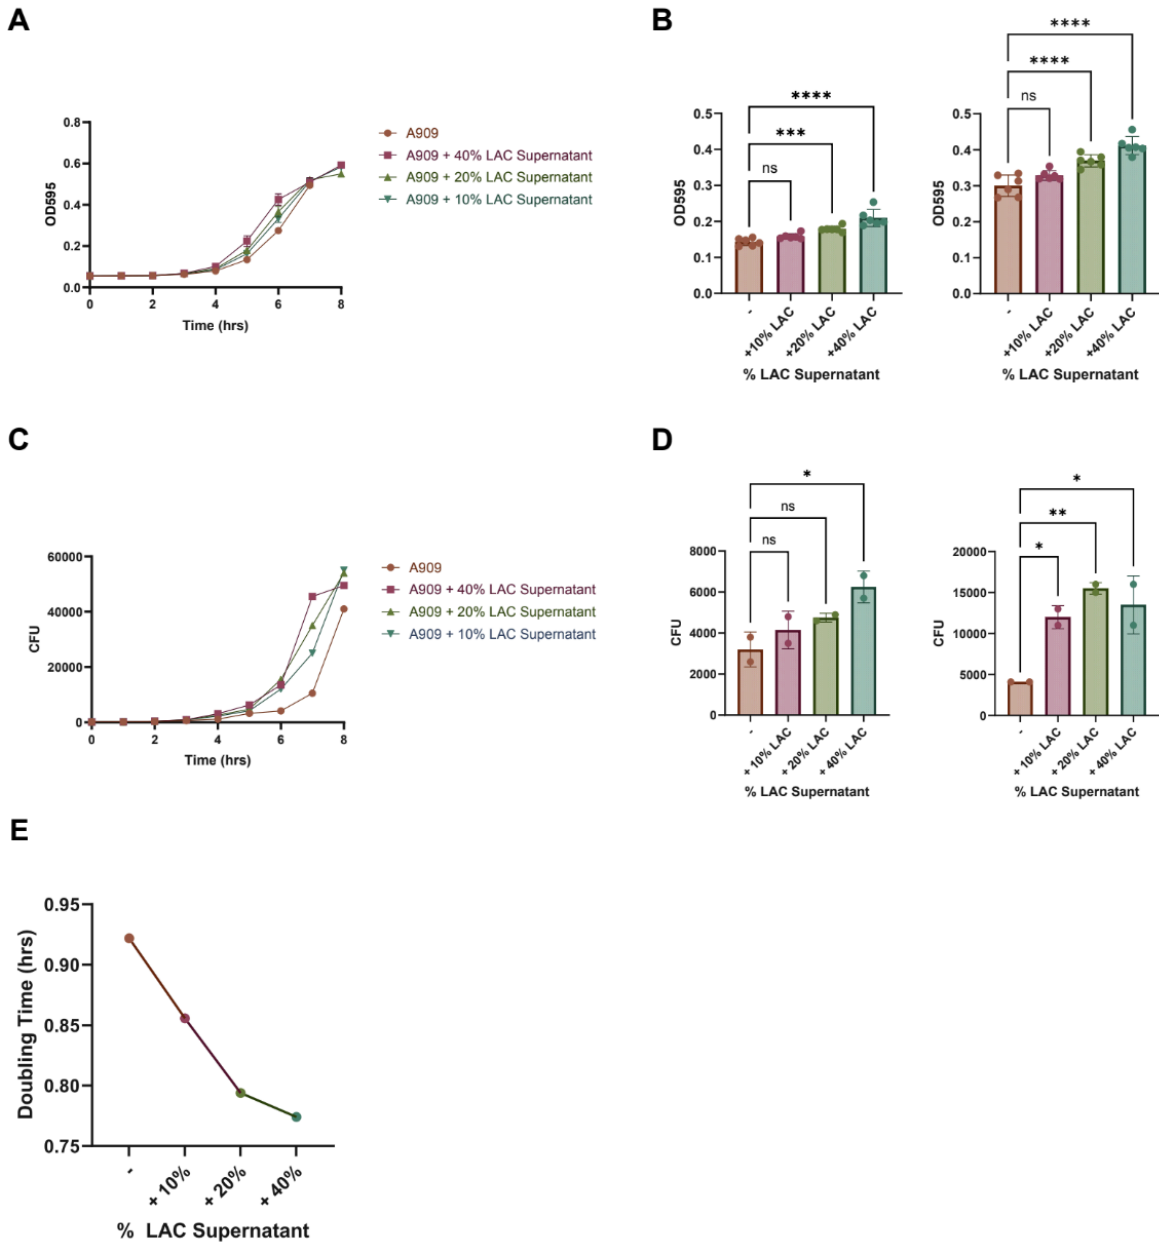 A
0.8
0.6
0.4
0.2
0.0
OD595
0
2
4
6
8
Time (hrs)
A909
A909 + 40% LAC Supernatant
A909 + 20% LAC Supernatant
A909 + 10% LAC Supernatant
B
****
***
ns
0.5
0.4
0.3
0.2
0.1
0.0
OD595
-
+10% LAC
+20% LAC
+40% LAC
% LAC Supernatant
****
****
ns
0.5
0.4
0.3
0.2
0.1
0.0
OD595
-
+10% LAC
+20% LAC
+40% LAC
% LAC Supernatant
C
60000
40000
20000
0
CFU
0
2
4
6
8
Time (hrs)
A909
A909 + 40% LAC Supernatant
A909 + 20% LAC Supernatant
A909 + 10% LAC Supernatant
D
*
ns
ns
8000
6000
4000
2000
0
CFU
-
+ 10% LAC
+ 20% LAC
+ 40% LAC
% LAC Supernatant
*
**
*
20000
15000
10000
5000
0
CFU
-
+ 10% LAC
+ 20% LAC
+ 40% LAC
% LAC Supernatant
E
0.95
0.90
0.85
0.80
0.75
Doubling Time (hrs)
-
+ 10%
+ 20%
+ 40%
% LAC Supernatant